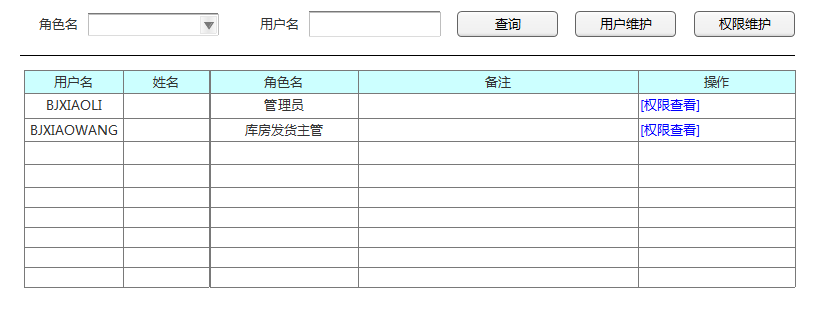 角色名 用户名 查询 用户维护 权限维护
用户名 姓名 角色名 备注 操作
BJXIAOLI 管理员 [权限查看]
BJXIAOWANG 库房发货主管 [权限查看]